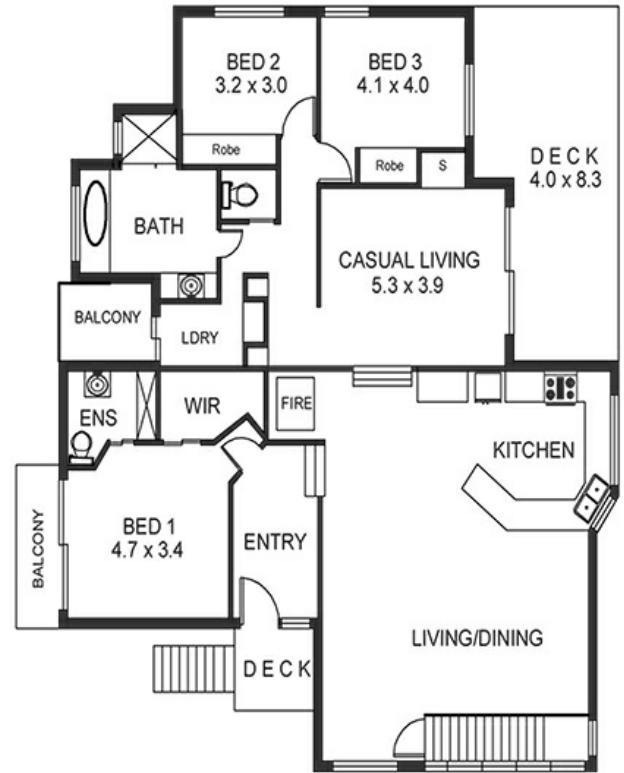 BED 2
3.2 x 3.0
BED 3
4.1 x 4.0
Robe
Robe
S
DECK
4.0 x 8.3
BATH
CASUAL LIVING
5.3 x 3.9
BALCONY
LDRY
ENS
WIR
FIRE
KITCHEN
BED 1
4.7 x 3.4
ENTRY
BALCONY
LIVING/DINING
DECK